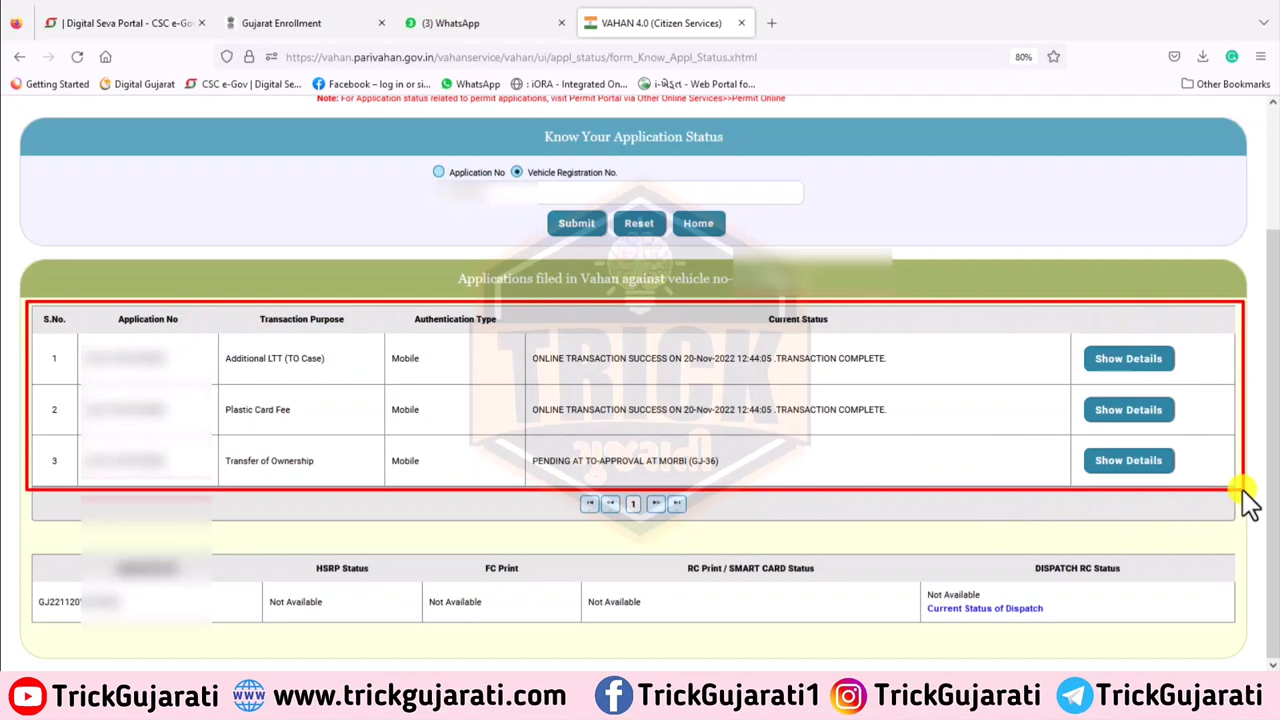 | Digital Seva Portal - CSC e-Gov
Gujarat Enrollment
(3) WhatsApp
VAHAN 4.0 (Citizen Services)
https://vahan.parivahan.gov.in/vahanservice/vahan/ui/appl_status/form_Know_Appl_Status.xhtml
80%
Getting Started
Digital Gujarat
CSC e-Gov | Digital Se...
Facebook – log in or si...
WhatsApp
: iORA - Integrated On...
i-ખેડૂત - Web Portal fo...
Other Bookmarks
Note: For Application status related to permit applications, visit Permit Portal via Other Online Services>>Permit Online
Know Your Application Status
Application No Vehicle Registration No.
Submit Reset Home
Applications filed in Vahan against vehicle no-
S.No. Application No Transaction Purpose Authentication Type Current Status
1 Additional LTT (TO Case) Mobile ONLINE TRANSACTION SUCCESS ON 20-Nov-2022 12:44:05 .TRANSACTION COMPLETE. Show Details
2 Plastic Card Fee Mobile ONLINE TRANSACTION SUCCESS ON 20-Nov-2022 12:44:05 .TRANSACTION COMPLETE. Show Details
3 Transfer of Ownership Mobile PENDING AT TO-APPROVAL AT MORBI (GJ-36) Show Details
TRICK
ગુજરાતી
1
HSRP Status FC Print RC Print / SMART CARD Status DISPATCH RC Status
Not Available Not Available Not Available Not Available
Current Status of Dispatch
TrickGujarati www.trickgujarati.com TrickGujarati1 TrickGujarati TrickGujarati